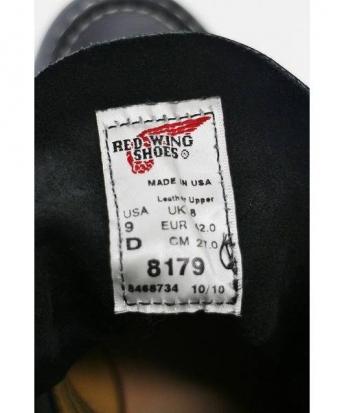 RED WING
SHOES®
MADE IN USA
Leather Upper
USA UK 8
9 EUR 42.0
D CM 27.0
8179
8468734 10/10